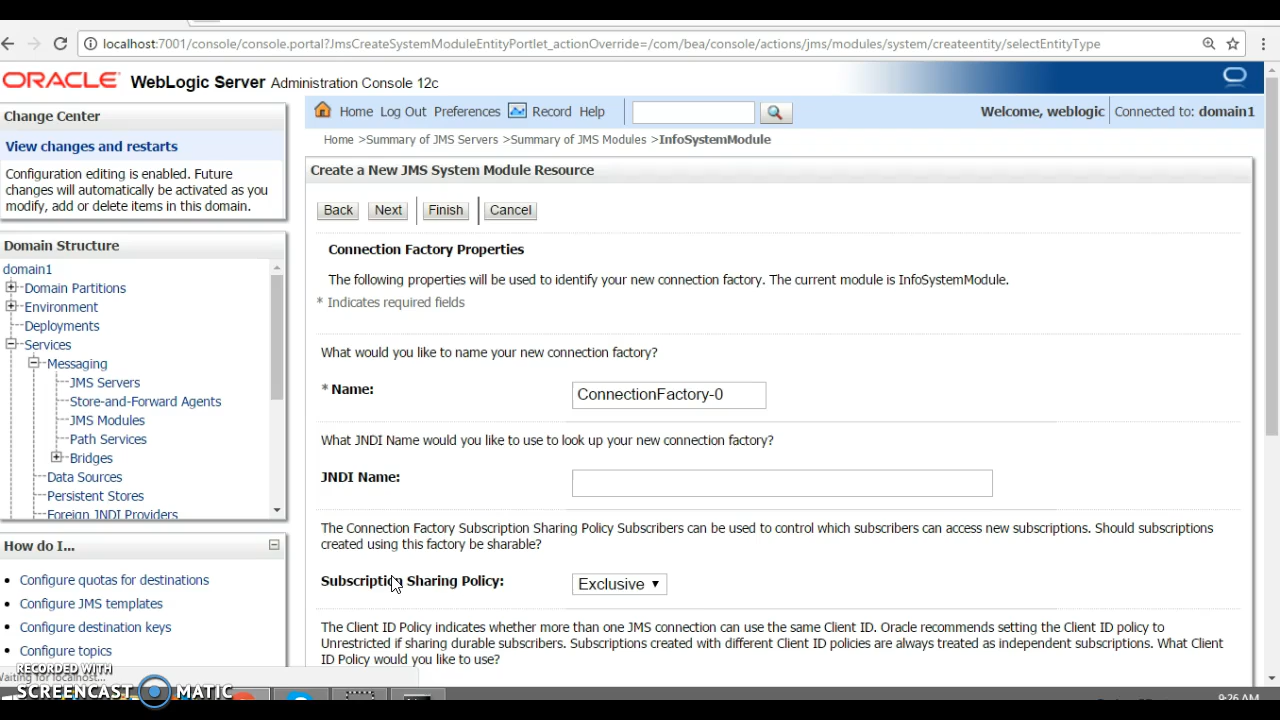 localhost:7001/console/console.portal?JmsCreateSystemModuleEntityPortlet_actionOverride=/com/bea/console/actions/jms/modules/system/createentity/selectEntityType
ORACLE WebLogic Server Administration Console 12c
Change Center
View changes and restarts
Configuration editing is enabled. Future
changes will automatically be activated as you
modify, add or delete items in this domain.
Domain Structure
domain1
Domain Partitions
Environment
Deployments
Services
Messaging
JMS Servers
Store-and-Forward Agents
JMS Modules
Path Services
Bridges
Data Sources
Persistent Stores
Foreign JNDI Providers
How do I...
Configure quotas for destinations
Configure JMS templates
Configure destination keys
Configure topics
Home Log Out Preferences Record Help
Welcome, weblogic Connected to: domain1
Home >Summary of JMS Servers >Summary of JMS Modules >InfoSystemModule
Create a New JMS System Module Resource
Back Next Finish Cancel
Connection Factory Properties
The following properties will be used to identify your new connection factory. The current module is InfoSystemModule.
* Indicates required fields
What would you like to name your new connection factory?
* Name: ConnectionFactory-0
What JNDI Name would you like to use to look up your new connection factory?
JNDI Name:
The Connection Factory Subscription Sharing Policy Subscribers can be used to control which subscribers can access new subscriptions. Should subscriptions
created using this factory be sharable?
Subscription Sharing Policy: Exclusive
The Client ID Policy indicates whether more than one JMS connection can use the same Client ID. Oracle recommends setting the Client ID policy to
Unrestricted if sharing durable subscribers. Subscriptions created with different Client ID policies are always treated as independent subscriptions. What Client
ID Policy would you like to use?
RECORDED WITH
Waiting for localhost...
SCREENCAST MATIC
9:26 AM